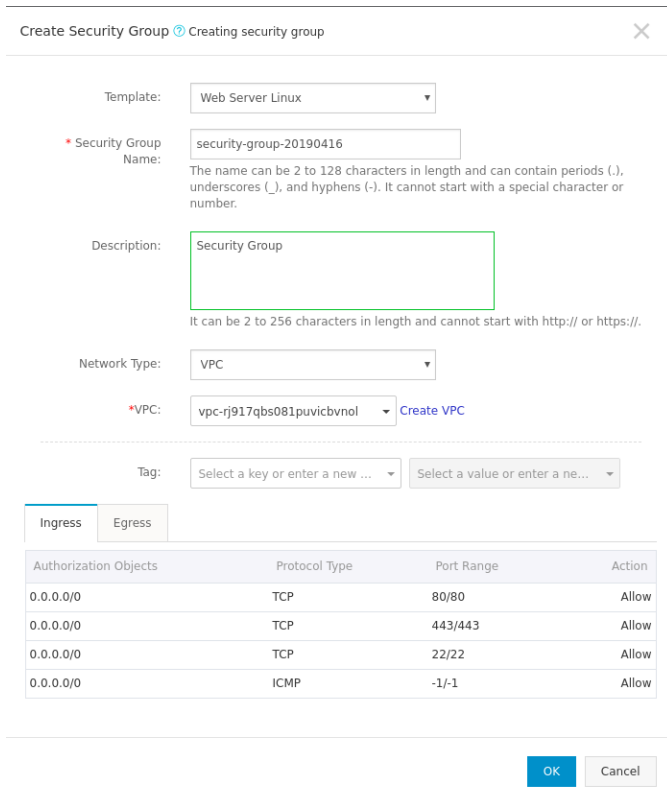 Create Security Group ? Creating security group
Template: Web Server Linux
* Security Group Name: security-group-20190416
The name can be 2 to 128 characters in length and can contain periods (.),
underscores (_), and hyphens (-). It cannot start with a special character or
number.
Description: Security Group
It can be 2 to 256 characters in length and cannot start with http:// or https://.
Network Type: VPC
*VPC: vpc-rj917qbs081puvicbvnol Create VPC
Tag: Select a key or enter a new ... Select a value or enter a ne...
Ingress Egress
Authorization Objects Protocol Type Port Range Action
0.0.0.0/0 TCP 80/80 Allow
0.0.0.0/0 TCP 443/443 Allow
0.0.0.0/0 TCP 22/22 Allow
0.0.0.0/0 ICMP -1/-1 Allow
OK Cancel